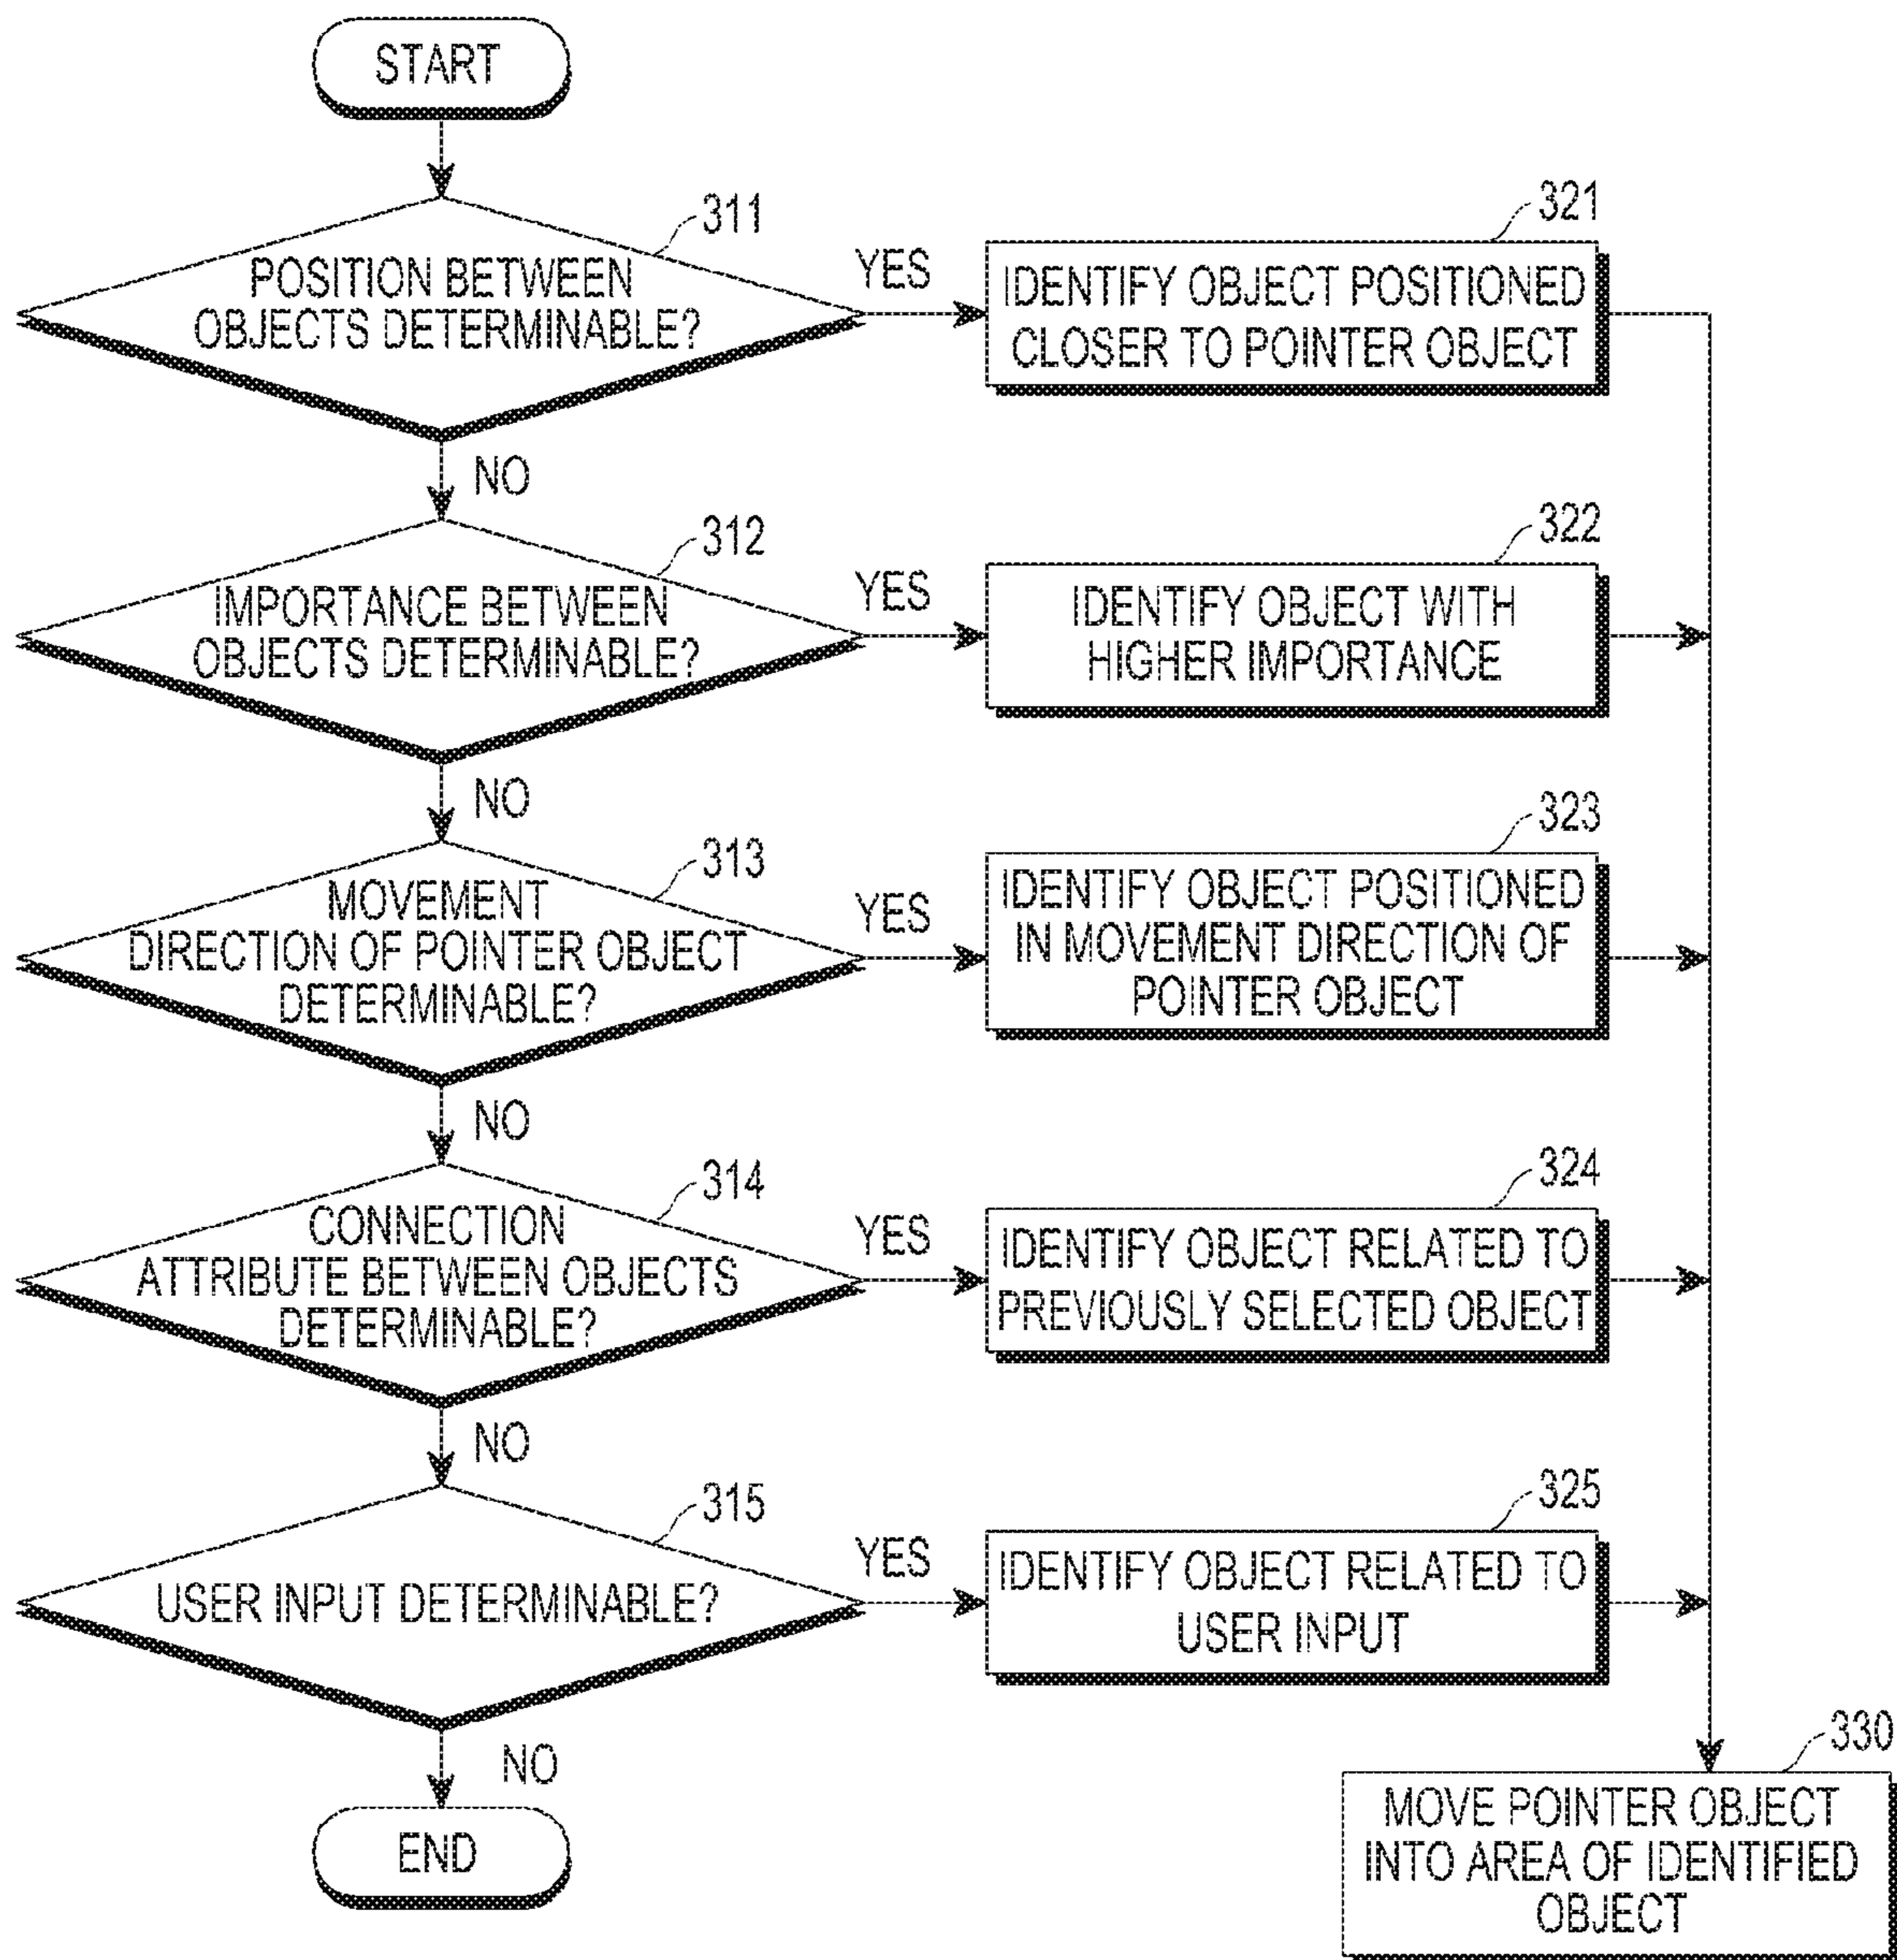 START
311
POSITION BETWEEN
OBJECTS DETERMINABLE?
YES
321
IDENTIFY OBJECT POSITIONED
CLOSER TO POINTER OBJECT
NO
312
IMPORTANCE BETWEEN
OBJECTS DETERMINABLE?
YES
322
IDENTIFY OBJECT WITH
HIGHER IMPORTANCE
NO
313
MOVEMENT
DIRECTION OF POINTER OBJECT
DETERMINABLE?
YES
323
IDENTIFY OBJECT POSITIONED
IN MOVEMENT DIRECTION OF
POINTER OBJECT
NO
314
CONNECTION
ATTRIBUTE BETWEEN OBJECTS
DETERMINABLE?
YES
324
IDENTIFY OBJECT RELATED TO
PREVIOUSLY SELECTED OBJECT
NO
315
USER INPUT DETERMINABLE?
YES
325
IDENTIFY OBJECT RELATED TO
USER INPUT
NO
END
330
MOVE POINTER OBJECT
INTO AREA OF IDENTIFIED
OBJECT